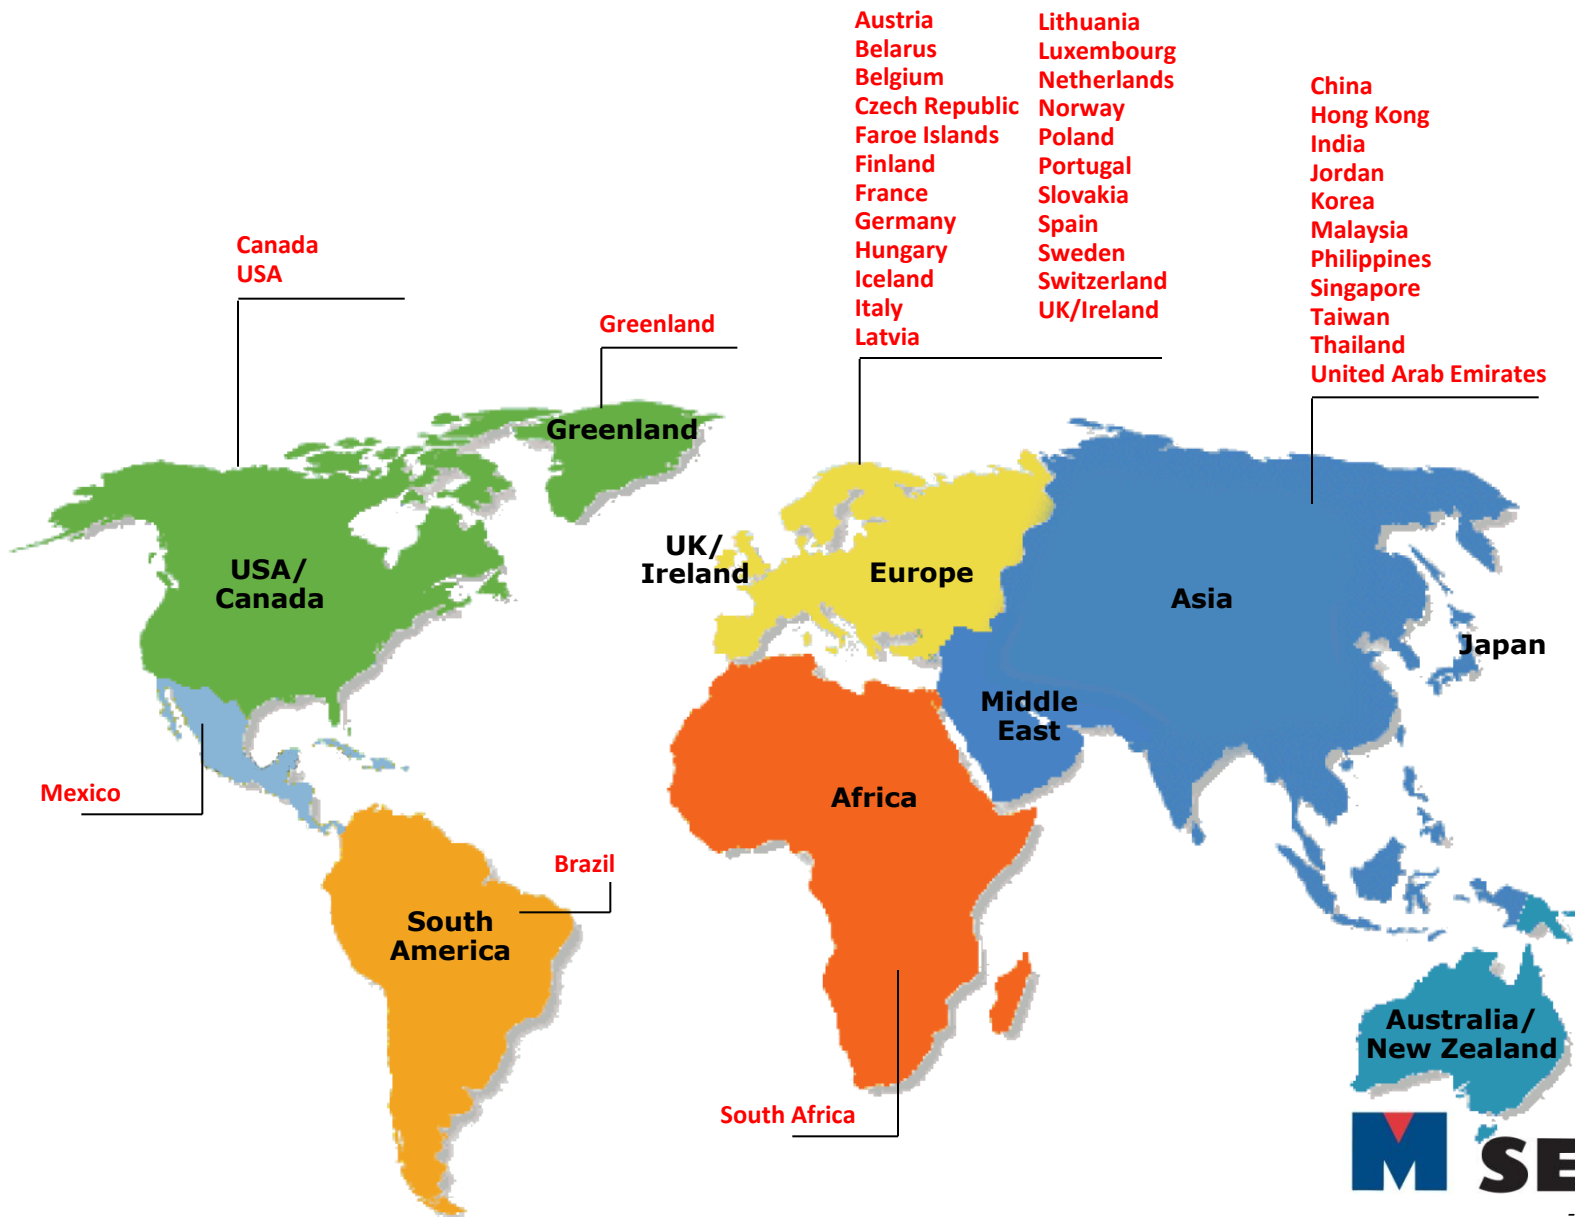 Austria
Belarus
Belgium
Czech Republic
Faroe Islands
Finland
France
Germany
Hungary
Iceland
Italy
Latvia
Lithuania
Luxembourg
Netherlands
Norway
Poland
Portugal
Slovakia
Spain
Sweden
Switzerland
UK/Ireland
China
Hong Kong
India
Jordan
Korea
Malaysia
Philippines
Singapore
Taiwan
Thailand
United Arab Emirates
Canada
USA
Greenland
Greenland
USA/
Canada
UK/
Ireland
Europe
Asia
Japan
Middle
East
Mexico
Africa
Brazil
South
America
Australia/
New Zealand
South Africa
M SE